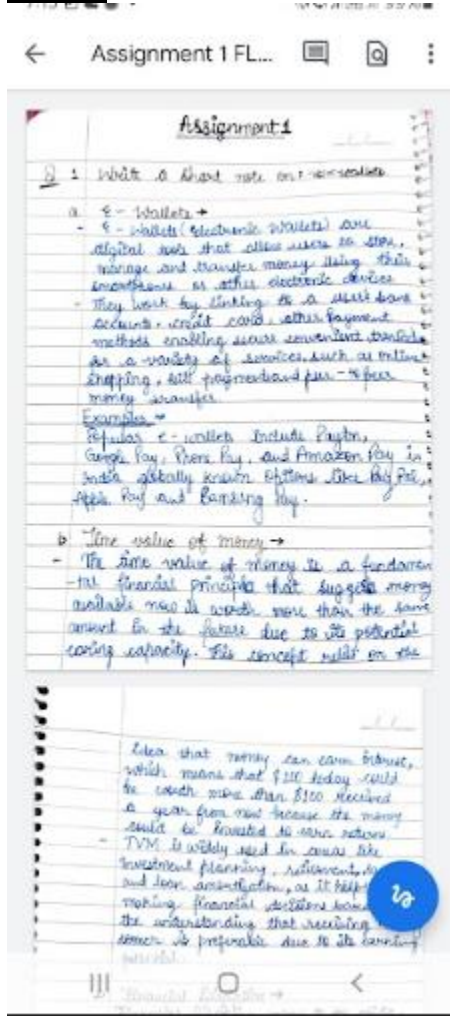 Assignment 1 FL...
Assignment 1
Q 1 Write a short note on
a E - Wallets →
- E - Wallets (electronic wallets) are
digital tools that allow users to store,
manage and transfer money using their
smartphone or other electronic devices
- They work by linking to a user's bank
accounts, credit card, other payment
methods enabling secure convenient
for a variety of services, such as online
shopping, bill payments and peer - to peer
money transfer
Examples →
Popular e - wallets include Paytm,
Google Pay, Phone Pay, and Amazon Pay in
India globally known options like Pay Pal,
Apple Pay and Pay.
b Time value of money →
- The time value of money is a fundamen
-tal financial principle that suggests money
available now is worth more than the same
amount in the future due to its potential
earning capacity. This concept on the
idea that money can earn interest,
which means that $ today could
be worth more than $100 received
a year from now because the money
could be invested to earn returns
- TVM is widely used in areas like
investment planning, retirement,
and loan amortization, as it helps
making financial decisions
the understanding that receiving
sooner is preferable due to its earning